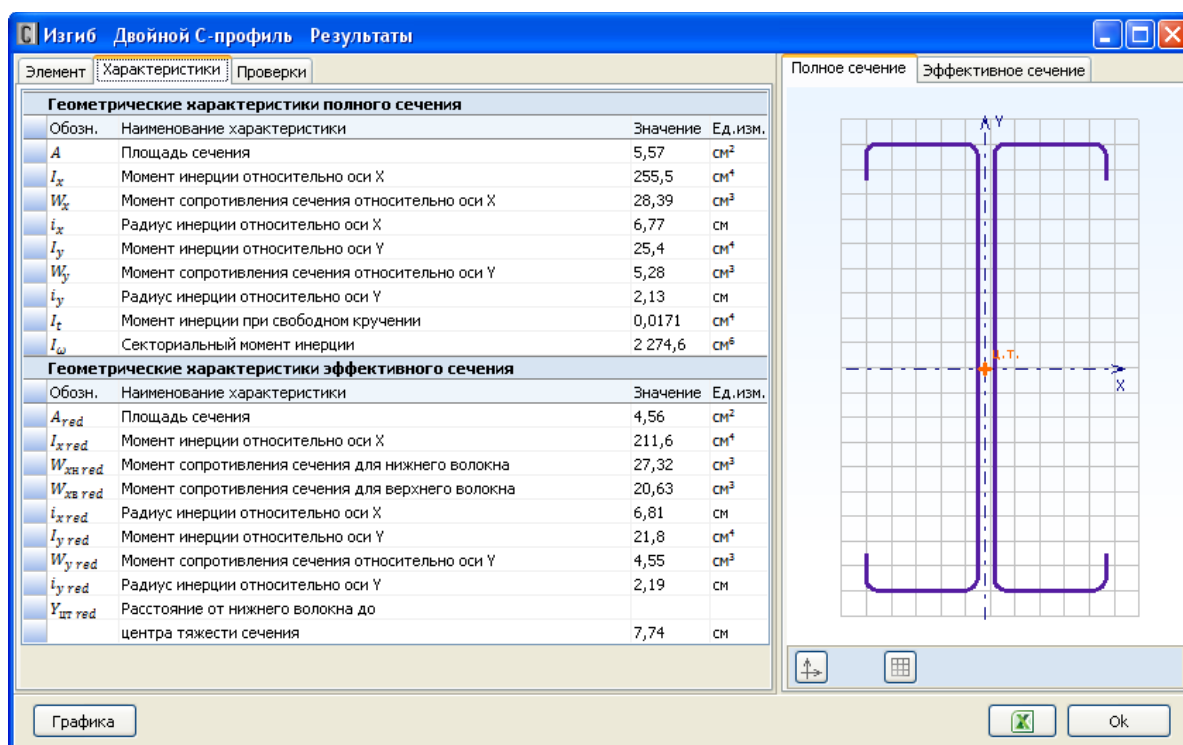 Изгиб Двойной С-профиль Результаты
Элемент Характеристики Проверки
Геометрические характеристики полного сечения
Обозн. Наименование характеристики Значение Ед.изм.
A Площадь сечения 5,57 см²
Iₓ Момент инерции относительно оси X 255,5 см⁴
Wₓ Момент сопротивления сечения относительно оси X 28,39 см³
iₓ Радиус инерции относительно оси X 6,77 см
I_y Момент инерции относительно оси Y 25,4 см⁴
W_y Момент сопротивления сечения относительно оси Y 5,28 см³
i_y Радиус инерции относительно оси Y 2,13 см
I_t Момент инерции при свободном кручении 0,0171 см⁴
I_ω Секториальный момент инерции 2 274,6 см⁶
Геометрические характеристики эффективного сечения
Обозн. Наименование характеристики Значение Ед.изм.
A_red Площадь сечения 4,56 см²
I_x red Момент инерции относительно оси X 211,6 см⁴
W_xн red Момент сопротивления сечения для нижнего волокна 27,32 см³
W_xв red Момент сопротивления сечения для верхнего волокна 20,63 см³
i_x red Радиус инерции относительно оси X 6,81 см
I_y red Момент инерции относительно оси Y 21,8 см⁴
W_y red Момент сопротивления сечения относительно оси Y 4,55 см³
i_y red Радиус инерции относительно оси Y 2,19 см
Y_цт red Расстояние от нижнего волокна до
центра тяжести сечения 7,74 см
Полное сечение Эффективное сечение
Y
ц.т.
X
Графика
Ok